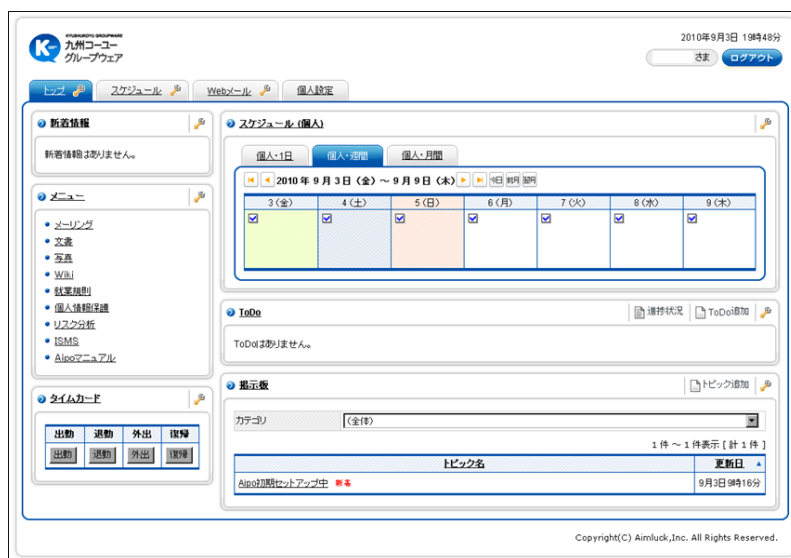 KYUSHUKOYU GROUPWARE
九州コーユー
グループウェア
2010年9月3日 19時48分
さま ログアウト
トップ スケジュール Webメール 個人設定
新着情報
新着情報はありません。
メニュー
メーリング
文書
写真
Wiki
就業規則
個人情報保護
リスク分析
ISMS
Aipoマニュアル
タイムカード
出勤 退勤 外出 復帰
出勤 退勤 外出 復帰
スケジュール (個人)
個人・1日 個人・週間 個人・月間
2010 年 9 月 3 日 (金) ～ 9 月 9 日 (木) 今日 前月 翌月
3 (金) 4 (土) 5 (日) 6 (月) 7 (火) 8 (水) 9 (木)
ToDo 進捗状況 ToDo追加
ToDoはありません。
掲示板 トピック追加
カテゴリ (全体)
1 件 ～ 1 件表示 [ 計 1 件 ]
トピック名 更新日 ▲
Aipo初期セットアップ中 新着 9月3日9時16分
Copyright(C) Aimluck,Inc. All Rights Reserved.